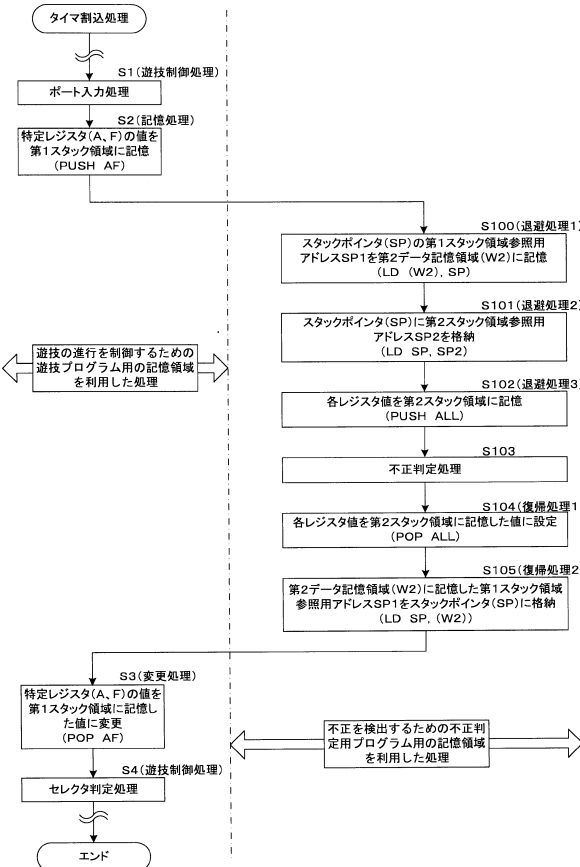 タイマ割込処理
S1(遊技制御処理)
ポート入力処理
S2(記憶処理)
特定レジスタ(A、F)の値を
第1スタック領域に記憶
(PUSH AF)
S100(退避処理1)
スタックポインタ(SP)の第1スタック領域参照用
アドレスSP1を第2データ記憶領域(W2)に記憶
(LD (W2), SP)
S101(退避処理2)
スタックポインタ(SP)に第2スタック領域参照用
アドレスSP2を格納
(LD SP, SP2)
遊技の進行を制御するための
遊技プログラム用の記憶領域
を利用した処理
S102(退避処理3)
各レジスタ値を第2スタック領域に記憶
(PUSH ALL)
S103
不正判定処理
S104(復帰処理1
各レジスタ値を第2スタック領域に記憶した値に設定
(POP ALL)
S105(復帰処理2
第2データ記憶領域(W2)に記憶した第1スタック領域
参照用アドレスSP1をスタックポインタ(SP)に格納
(LD SP, (W2))
S3(変更処理)
特定レジスタ(A、F)の値を
第1スタック領域に記憶し
た値に変更
(POP AF)
不正を検出するための不正判
定用プログラム用の記憶領域
を利用した処理
S4(遊技制御処理)
セレクタ判定処理
エンド